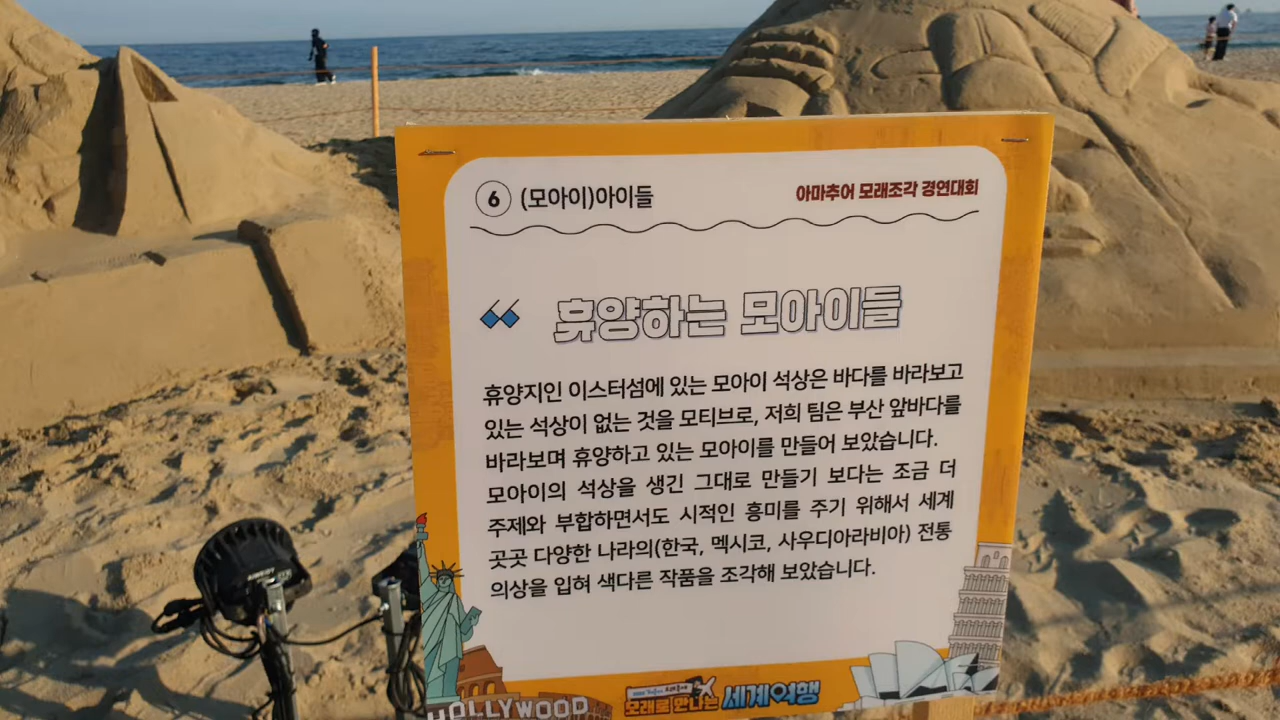 6 (모아이)아이들
아마추어 모래조각 경연대회
휴양하는 모아이들
휴양지인 이스터섬에 있는 모아이 석상은 바다를 바라보고
있는 석상이 없는 것을 모티브로, 저희 팀은 부산 앞바다를
바라보며 휴양하고 있는 모아이를 만들어 보았습니다.
모아이의 석상을 생긴 그대로 만들기 보다는 조금 더
주제와 부합하면서도 시적인 흥미를 주기 위해서 세계
곳곳 다양한 나라의(한국, 멕시코, 사우디아라비아) 전통
의상을 입혀 색다른 작품을 조각해 보았습니다.
HOLLYWOOD
모래로 만나는 세계여행